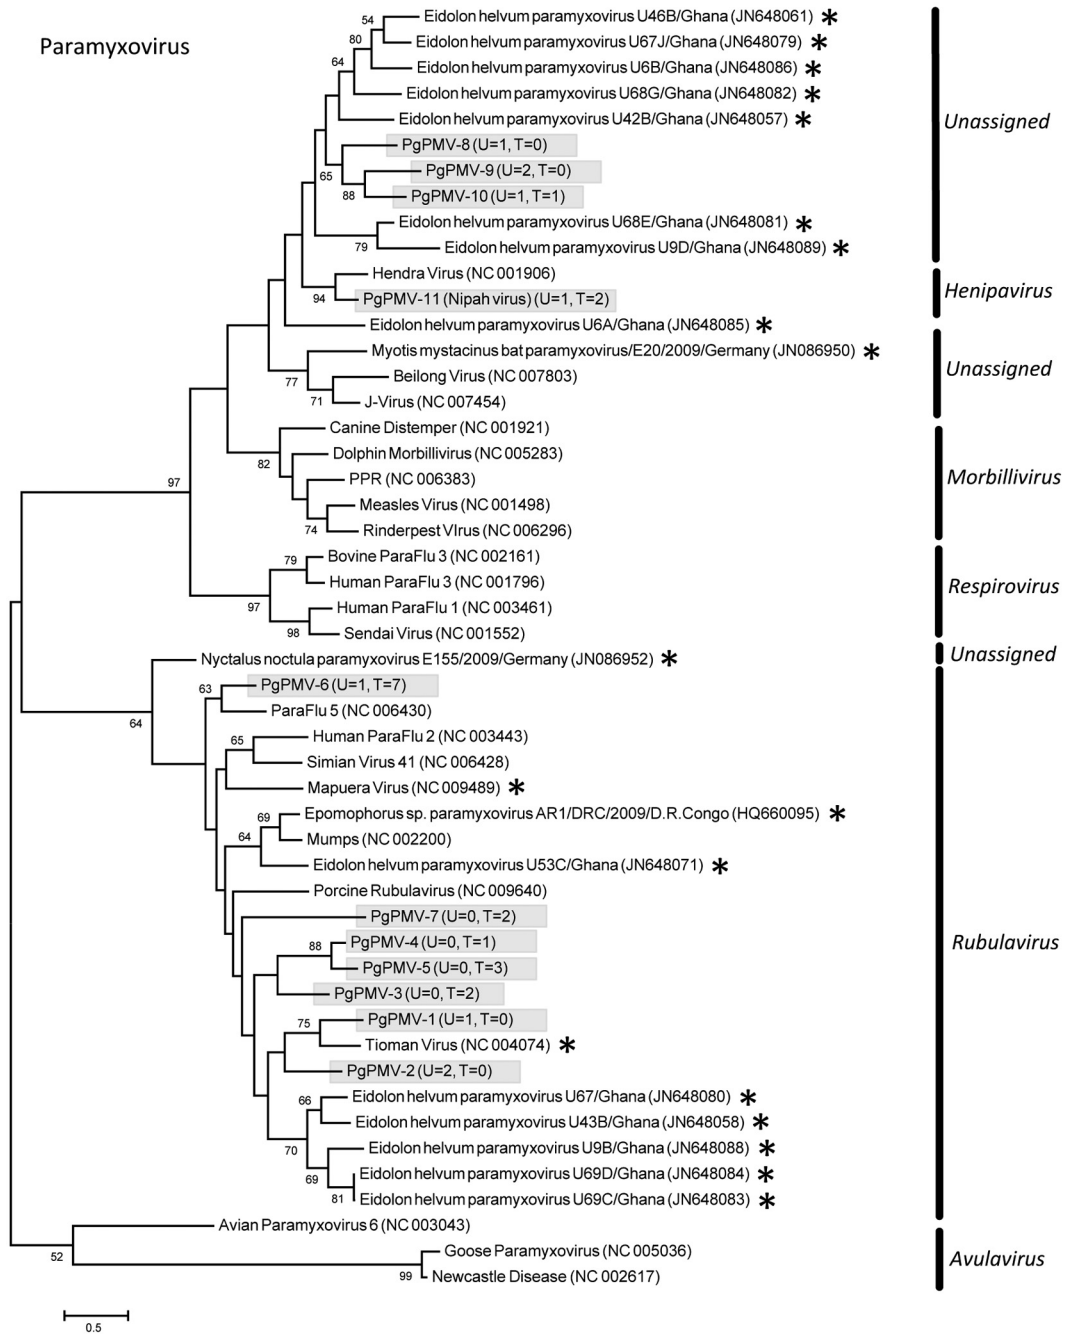 Paramyxovirus
54
Eidolon helvum paramyxovirus U46B/Ghana (JN648061) *
80
Eidolon helvum paramyxovirus U67J/Ghana (JN648079) *
64
Eidolon helvum paramyxovirus U6B/Ghana (JN648086) *
Eidolon helvum paramyxovirus U68G/Ghana (JN648082) *
Eidolon helvum paramyxovirus U42B/Ghana (JN648057) *
Unassigned
PgPMV-8 (U=1, T=0)
65
PgPMV-9 (U=2, T=0)
88
PgPMV-10 (U=1, T=1)
Eidolon helvum paramyxovirus U68E/Ghana (JN648081) *
79
Eidolon helvum paramyxovirus U9D/Ghana (JN648089) *
Hendra Virus (NC 001906)
94
PgPMV-11 (Nipah virus) (U=1, T=2)
Henipavirus
Eidolon helvum paramyxovirus U6A/Ghana (JN648085) *
Myotis mystacinus bat paramyxovirus/E20/2009/Germany (JN086950) *
77
Beilong Virus (NC 007803)
71
J-Virus (NC 007454)
Unassigned
Canine Distemper (NC 001921)
82
Dolphin Morbillivirus (NC 005283)
PPR (NC 006383)
Measles Virus (NC 001498)
74
Rinderpest VIrus (NC 006296)
Morbillivirus
97
79
Bovine ParaFlu 3 (NC 002161)
Human ParaFlu 3 (NC 001796)
97
Human ParaFlu 1 (NC 003461)
98
Sendai Virus (NC 001552)
Respirovirus
Nyctalus noctula paramyxovirus E155/2009/Germany (JN086952) *
Unassigned
64
63
PgPMV-6 (U=1, T=7)
ParaFlu 5 (NC 006430)
65
Human ParaFlu 2 (NC 003443)
Simian Virus 41 (NC 006428)
Mapuera Virus (NC 009489) *
69
Epomophorus sp. paramyxovirus AR1/DRC/2009/D.R.Congo (HQ660095) *
64
Mumps (NC 002200)
Eidolon helvum paramyxovirus U53C/Ghana (JN648071) *
Porcine Rubulavirus (NC 009640)
PgPMV-7 (U=0, T=2)
88
PgPMV-4 (U=0, T=1)
Rubulavirus
PgPMV-5 (U=0, T=3)
PgPMV-3 (U=0, T=2)
75
PgPMV-1 (U=1, T=0)
Tioman Virus (NC 004074) *
PgPMV-2 (U=2, T=0)
66
Eidolon helvum paramyxovirus U67/Ghana (JN648080) *
Eidolon helvum paramyxovirus U43B/Ghana (JN648058) *
70
Eidolon helvum paramyxovirus U9B/Ghana (JN648088) *
69
Eidolon helvum paramyxovirus U69D/Ghana (JN648084) *
81
Eidolon helvum paramyxovirus U69C/Ghana (JN648083) *
Avian Paramyxovirus 6 (NC 003043)
52
Goose Paramyxovirus (NC 005036)
99
Newcastle Disease (NC 002617)
Avulavirus
0.5